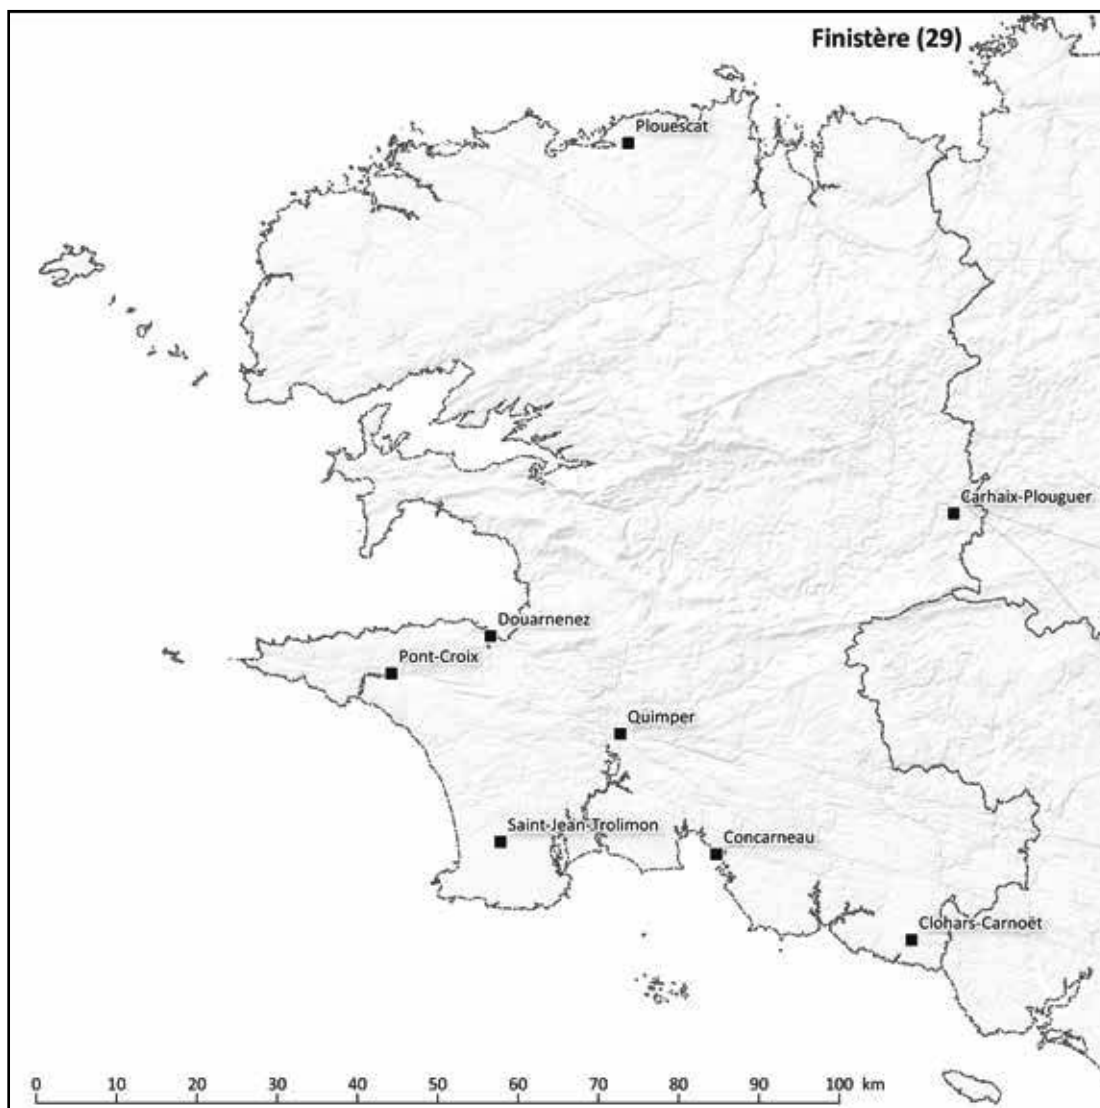 Finistère (29)
Plouescat
Carhaix-Plouguer
Douarnenez
Pont-Croix
Quimper
Saint-Jean-Trolimon
Concarneau
Clohars-Carnoët
0 10 20 30 40 50 60 70 80 90 100 km